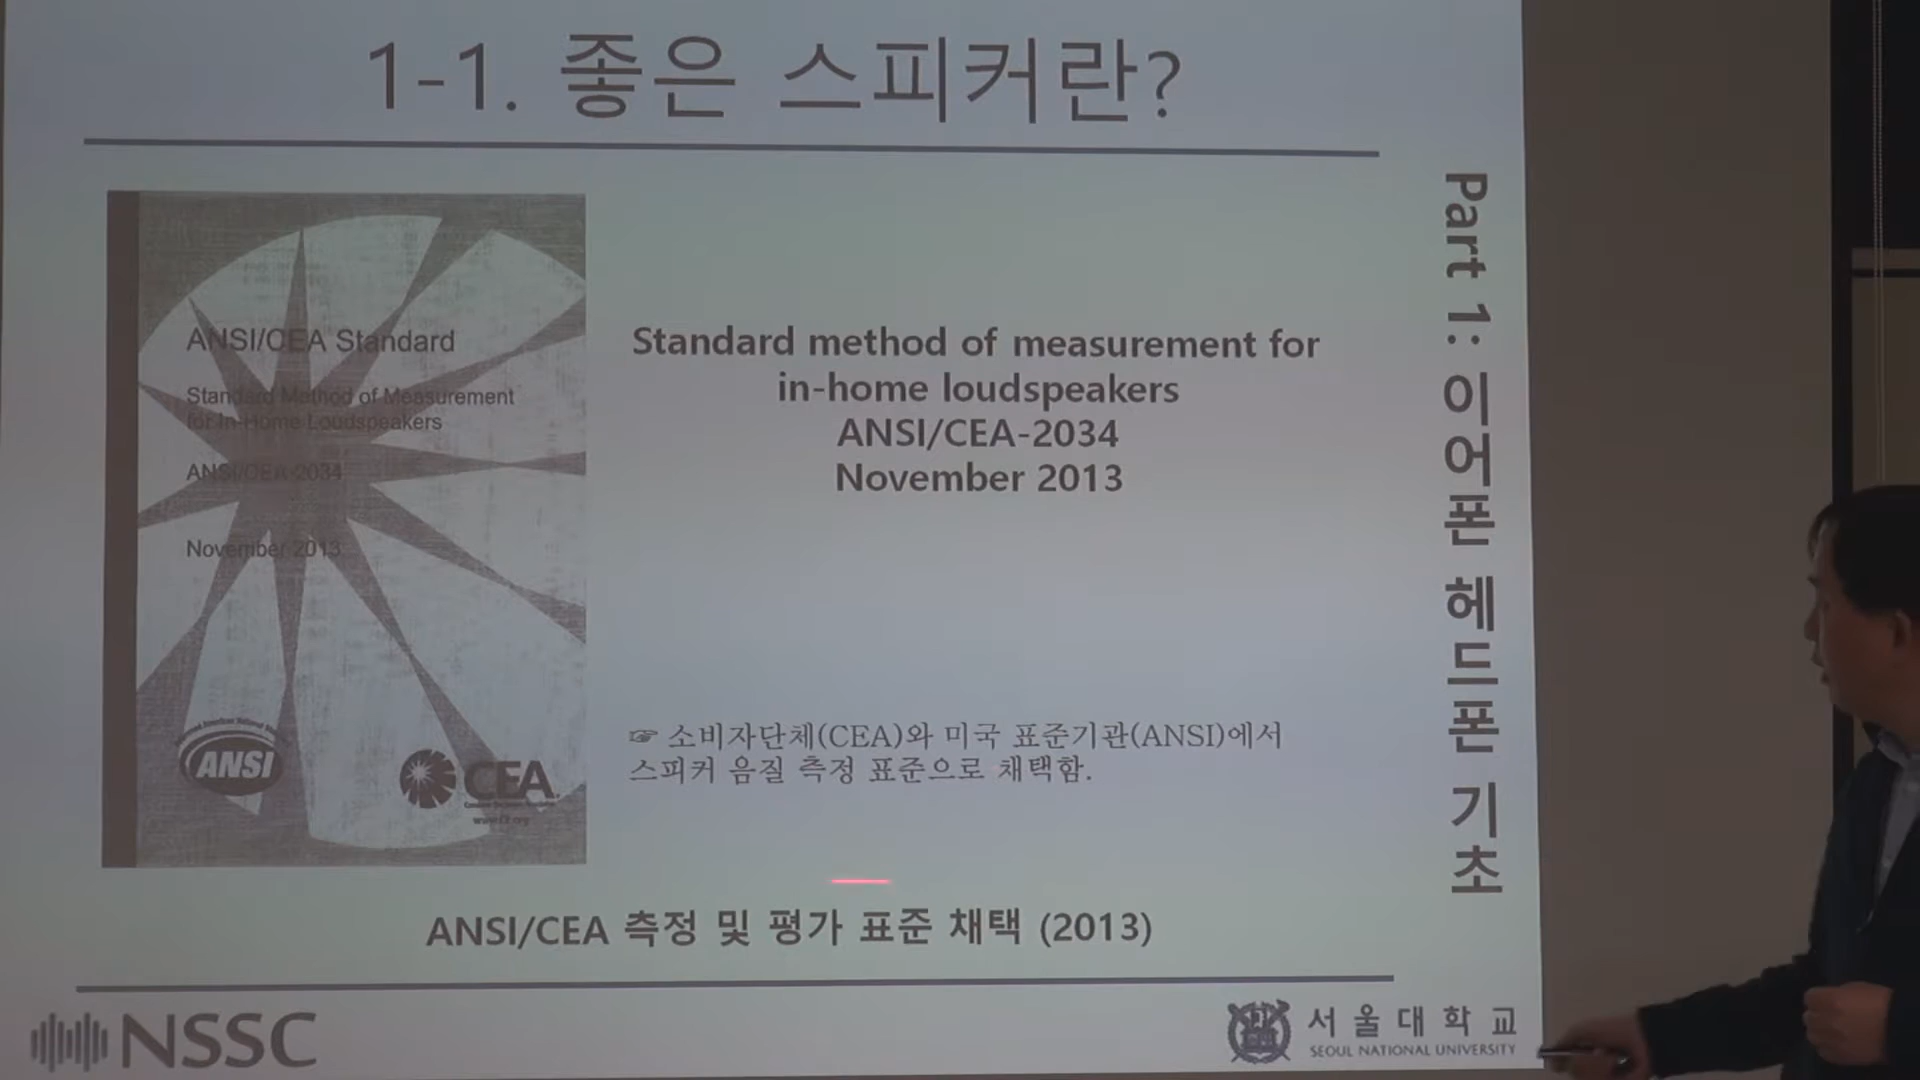 1-1. 좋은 스피커란?
ANSI/CEA Standard
Standard Method of Measurement
for In-Home Loudspeakers
ANSI/CEA-2034
November 2013
ANSI
CEA
Standard method of measurement for
in-home loudspeakers
ANSI/CEA-2034
November 2013
☞ 소비자단체(CEA)와 미국 표준기관(ANSI)에서
스피커 음질 측정 표준으로 채택함.
ANSI/CEA 측정 및 평가 표준 채택 (2013)
Part 1: 이어폰 헤드폰 기초
NSSC
서울대학교
SEOUL NATIONAL UNIVERSITY